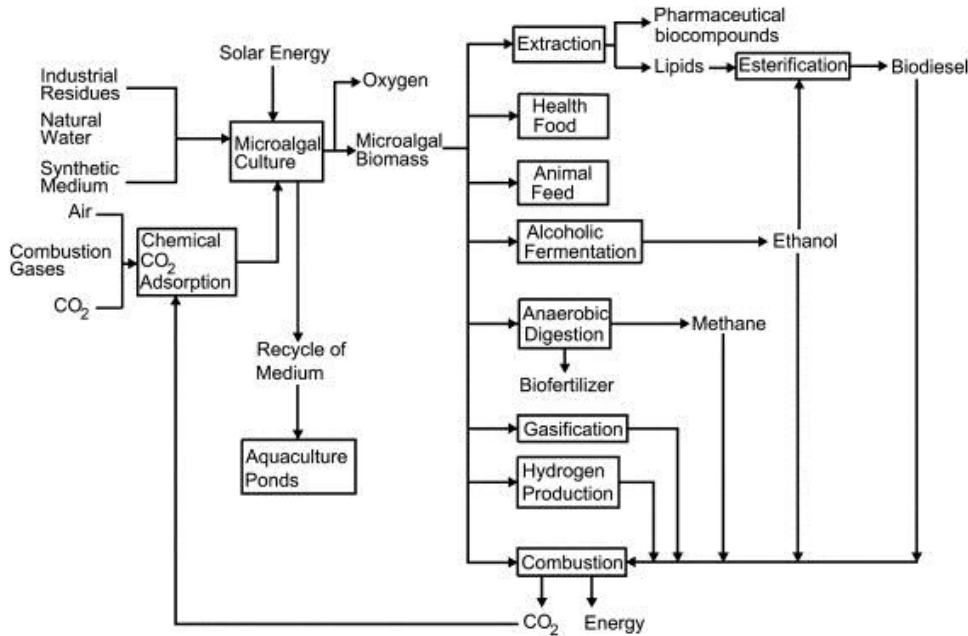 Solar Energy
Industrial
Residues
Natural
Water
Synthetic
Medium
Air
Combustion
Gases
CO2
Chemical
CO2
Adsorption
Microalgal
Culture
Oxygen
Microalgal
Biomass
Recycle of
Medium
Aquaculture
Ponds
Extraction
Pharmaceutical
biocompounds
Lipids
Esterification
Biodiesel
Health
Food
Animal
Feed
Alcoholic
Fermentation
Ethanol
Anaerobic
Digestion
Methane
Biofertilizer
Gasification
Hydrogen
Production
Combustion
CO2
Energy